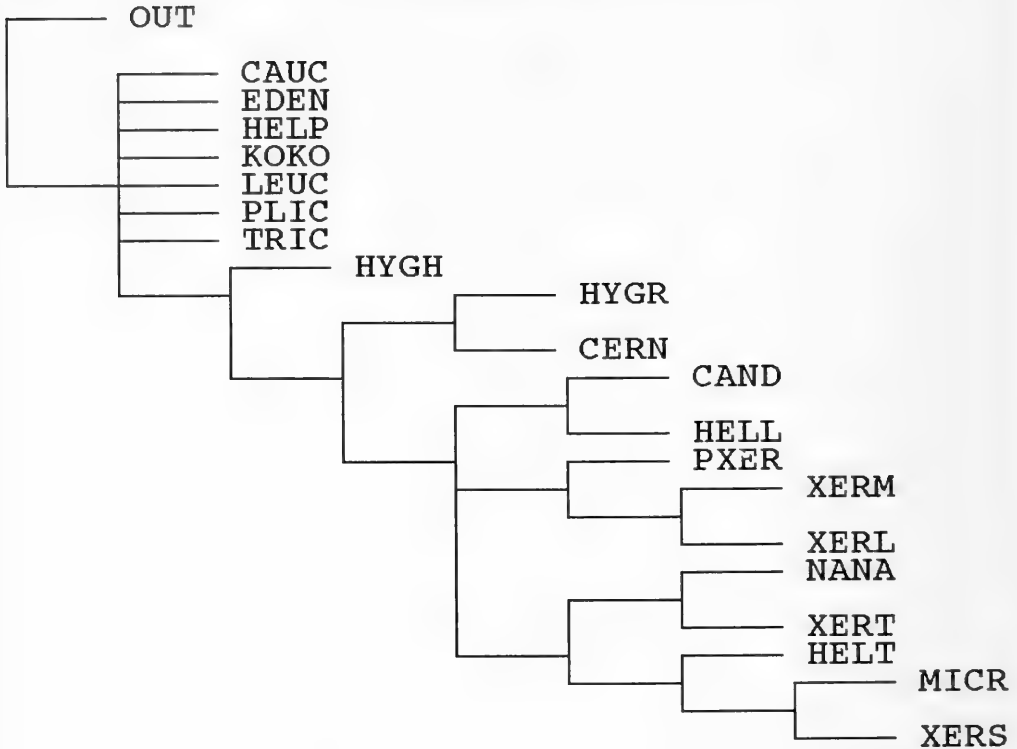 OUT
CAUC
EDEN
HELP
KOKO
LEUC
PLIC
TRIC
HYGH
HYGR
CERN
CAND
HELL
PXER
XERM
XERL
NANA
XERT
HELT
MICR
XERS